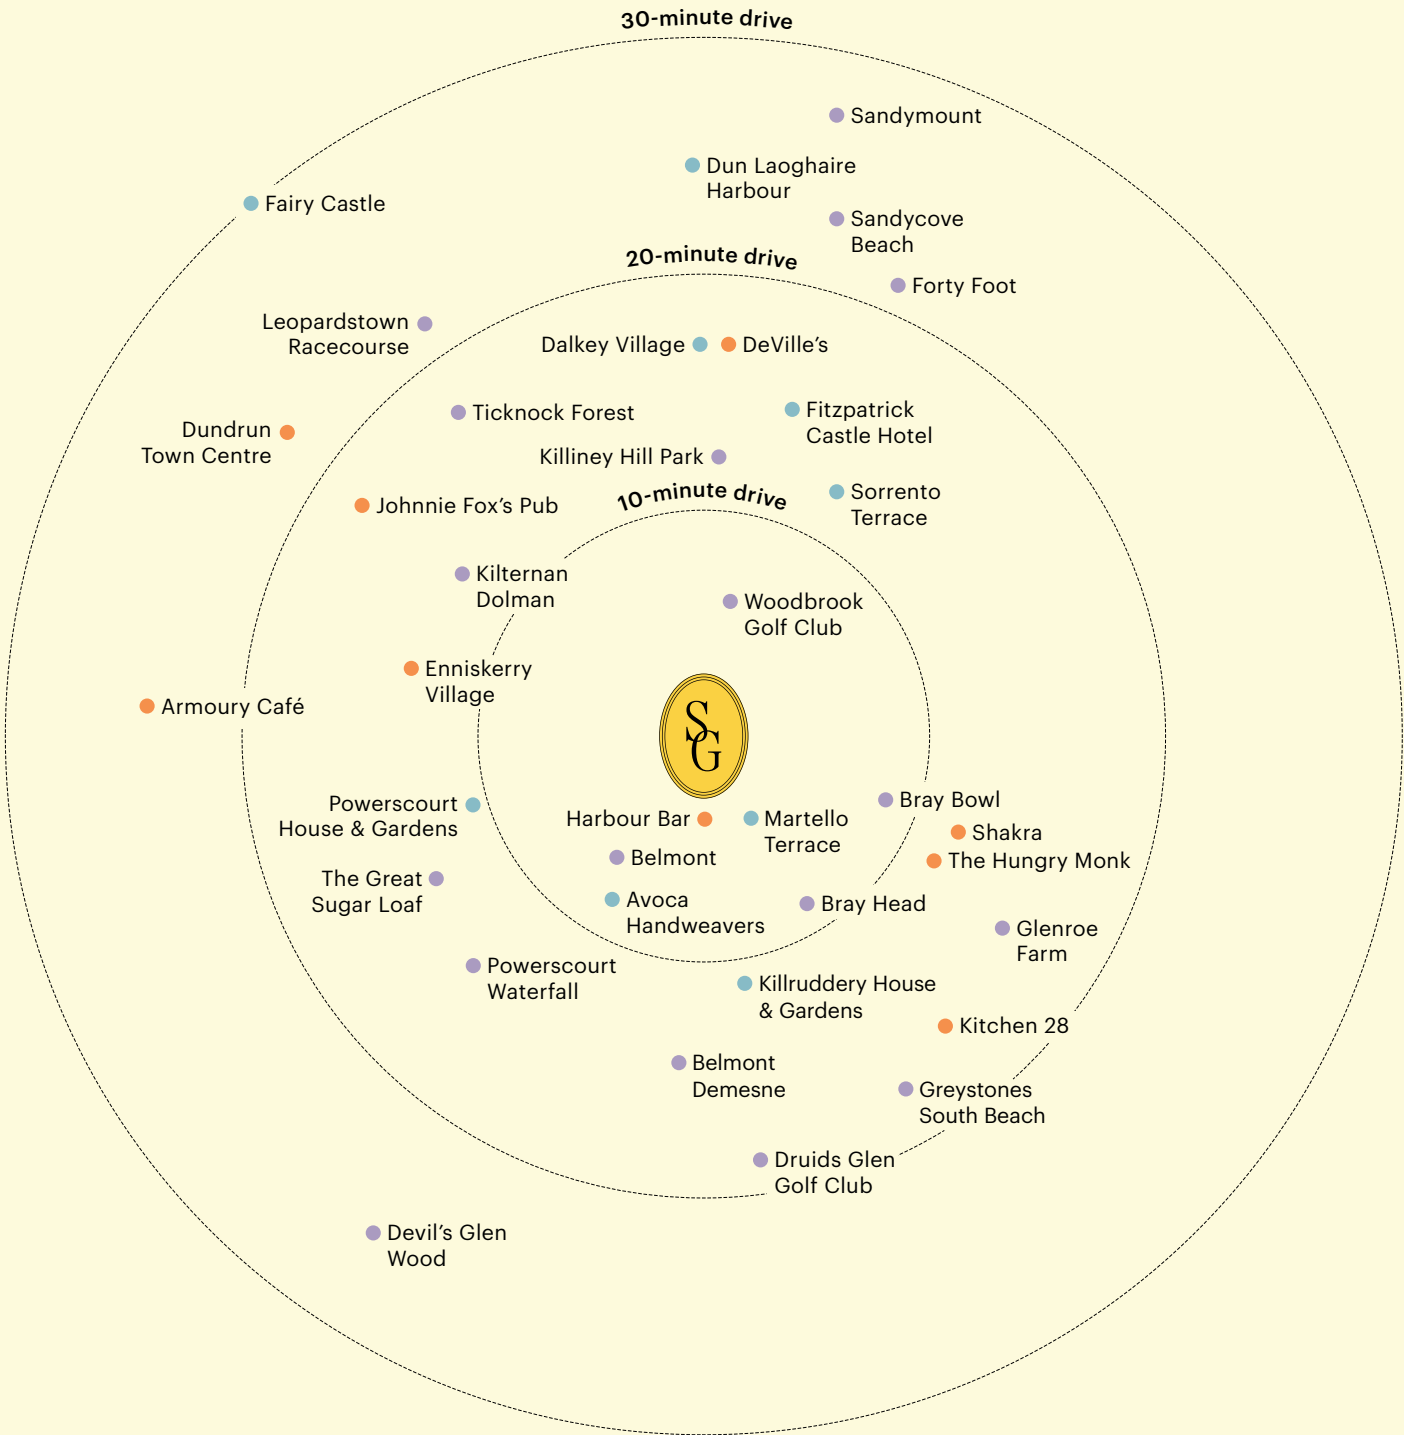 30-minute drive
Sandymount
Dun Laoghaire
Harbour
Fairy Castle
Sandycove
Beach
20-minute drive
Forty Foot
Leopardstown
Racecourse
Dalkey Village
DeVille’s
Ticknock Forest
Fitzpatrick
Castle Hotel
Dundrun
Town Centre
Killiney Hill Park
10-minute drive
Sorrento
Terrace
Johnnie Fox’s Pub
Kilternan
Dolman
Woodbrook
Golf Club
Enniskerry
Village
Armoury Café
S
G
Powerscourt
House & Gardens
Bray Bowl
Harbour Bar
Martello
Terrace
Shakra
Belmont
The Hungry Monk
The Great
Sugar Loaf
Avoca
Handweavers
Bray Head
Glenroe
Farm
Powerscourt
Waterfall
Killruddery House
& Gardens
Kitchen 28
Belmont
Demesne
Greystones
South Beach
Druids Glen
Golf Club
Devil’s Glen
Wood